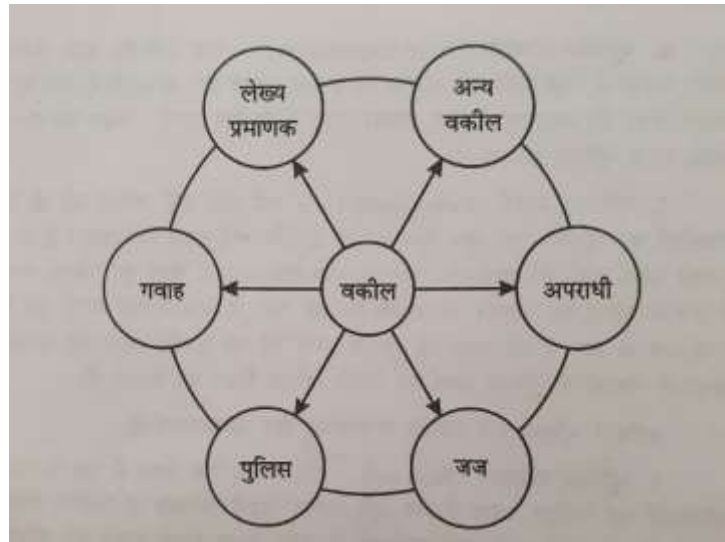 लेख्य
प्रमाणक
अन्य
वकील
गवाह
वकील
अपराधी
पुलिस
जज